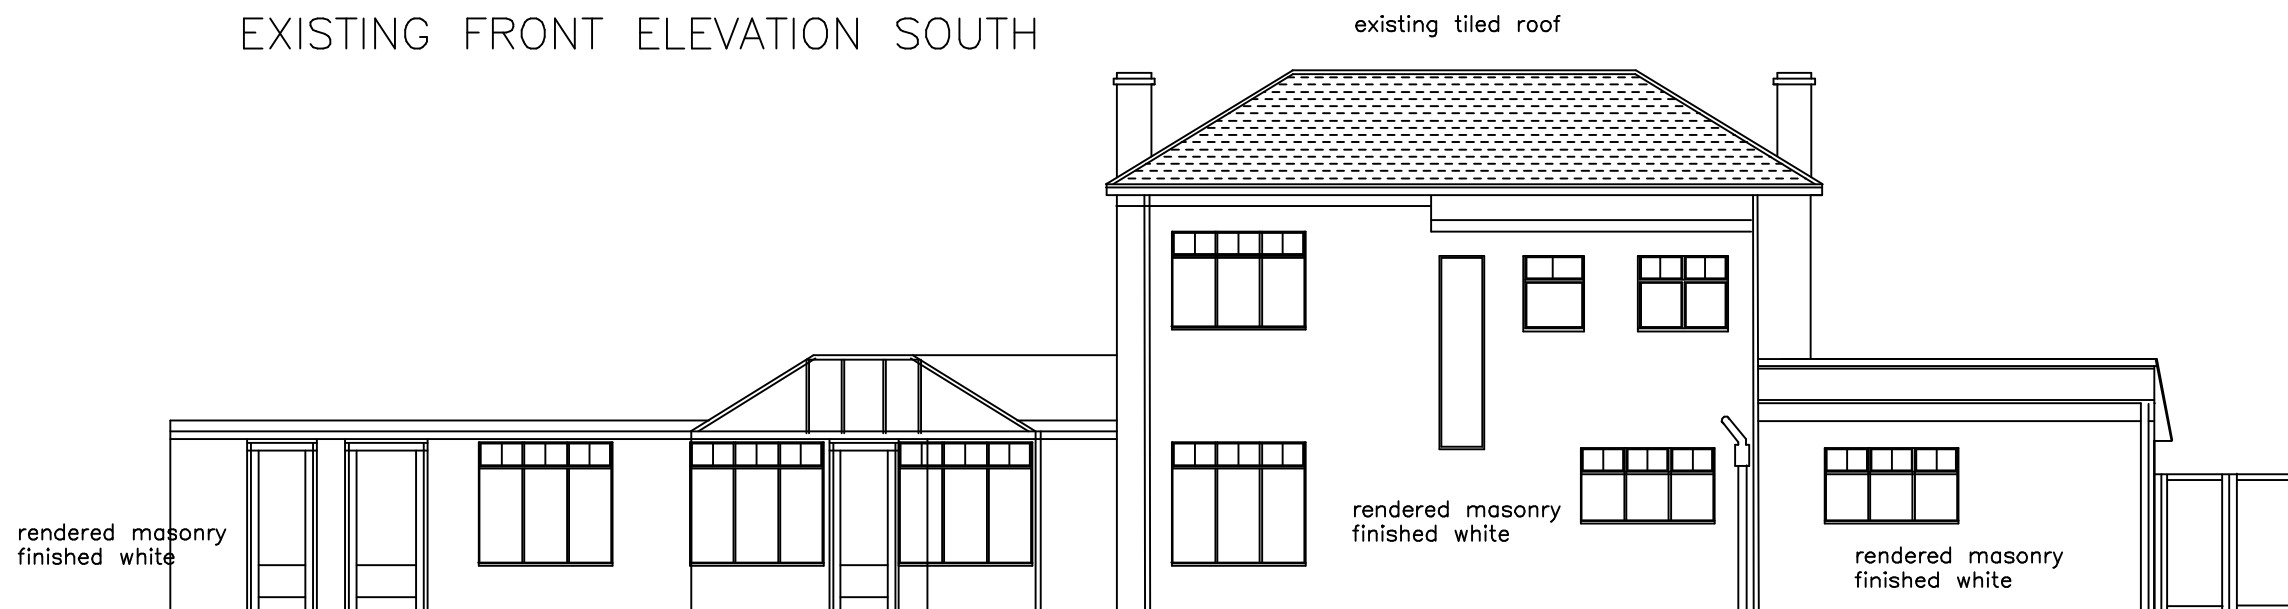 EXISTING FRONT ELEVATION SOUTH
existing tiled roof
rendered masonry
finished white
rendered masonry
finished white
rendered masonry
finished white